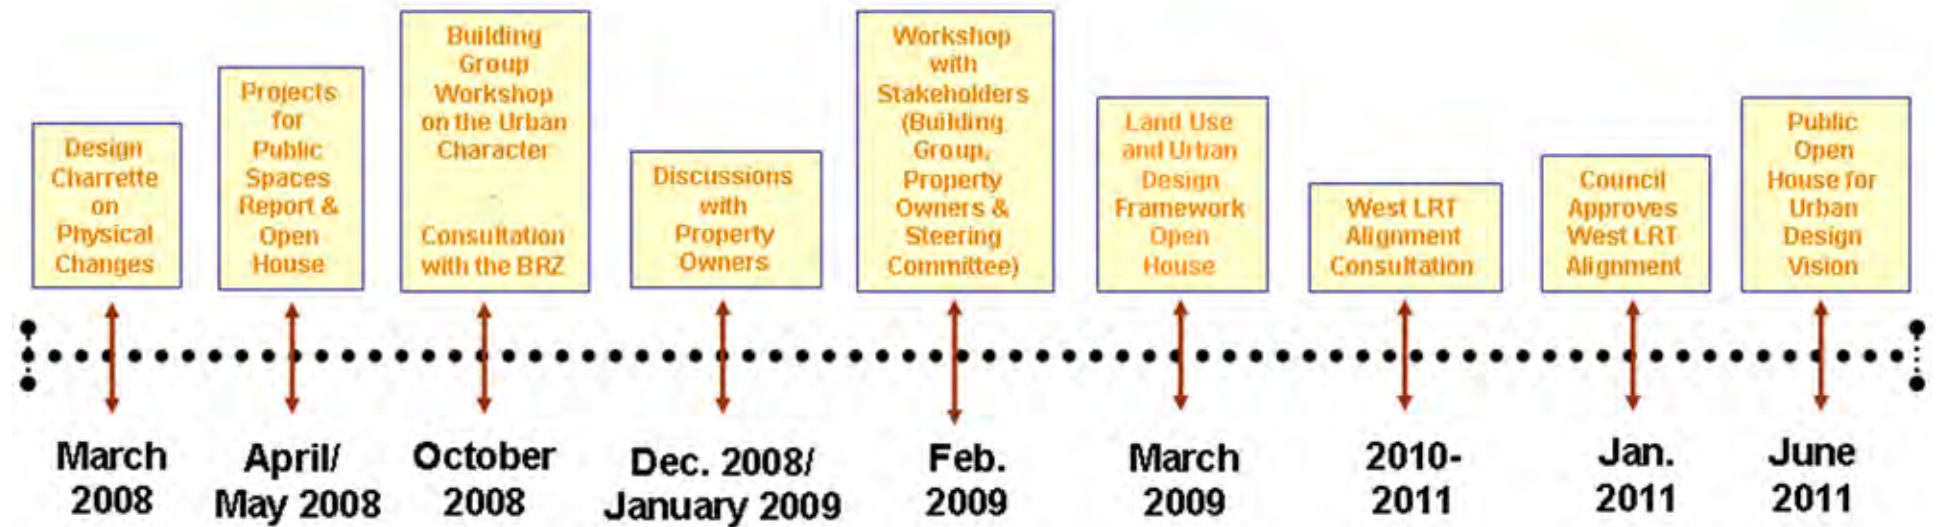 Design
Charrette
on
Physical
Changes
Projects
for
Public
Spaces
Report &
Open
House
Building
Group
Workshop
on the Urban
Character
Consultation
with the BRZ
Discussions
with
Property
Owners
Workshop
with
Stakeholders
(Building
Group,
Property
Owners &
Steering
Committee)
Land Use
and Urban
Design
Framework
Open
House
West LRT
Alignment
Consultation
Council
Approves
West LRT
Alignment
Public
Open
House for
Urban
Design
Vision
March
2008
April/
May 2008
October
2008
Dec. 2008/
January 2009
Feb.
2009
March
2009
2010-
2011
Jan.
2011
June
2011